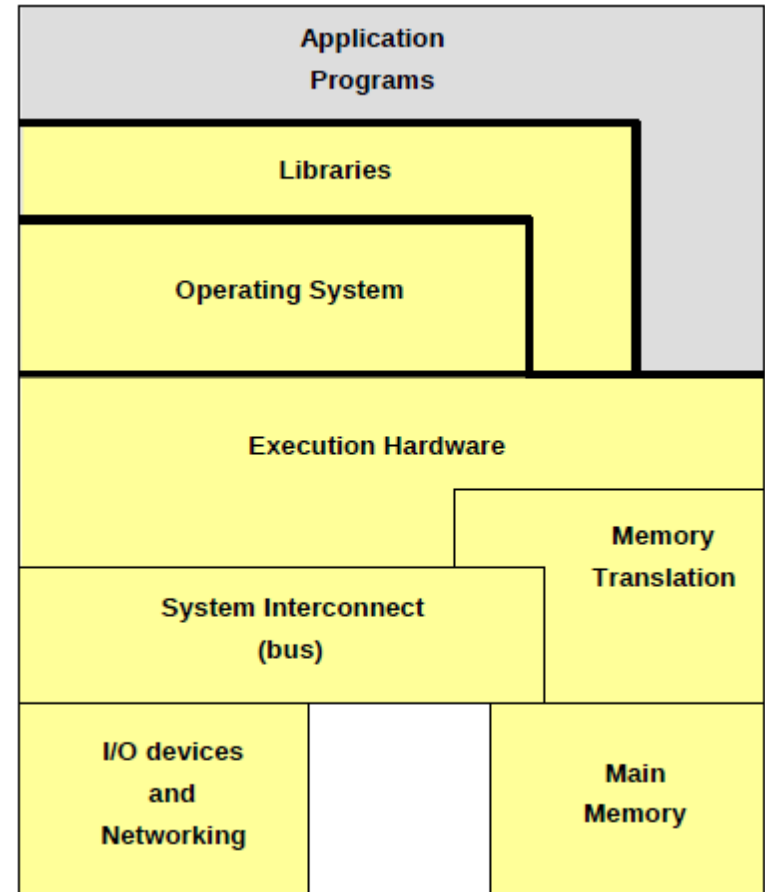 Application
Programs
Libraries
Operating System
Execution Hardware
Memory
Translation
System Interconnect
(bus)
I/O devices
and
Networking
Main
Memory